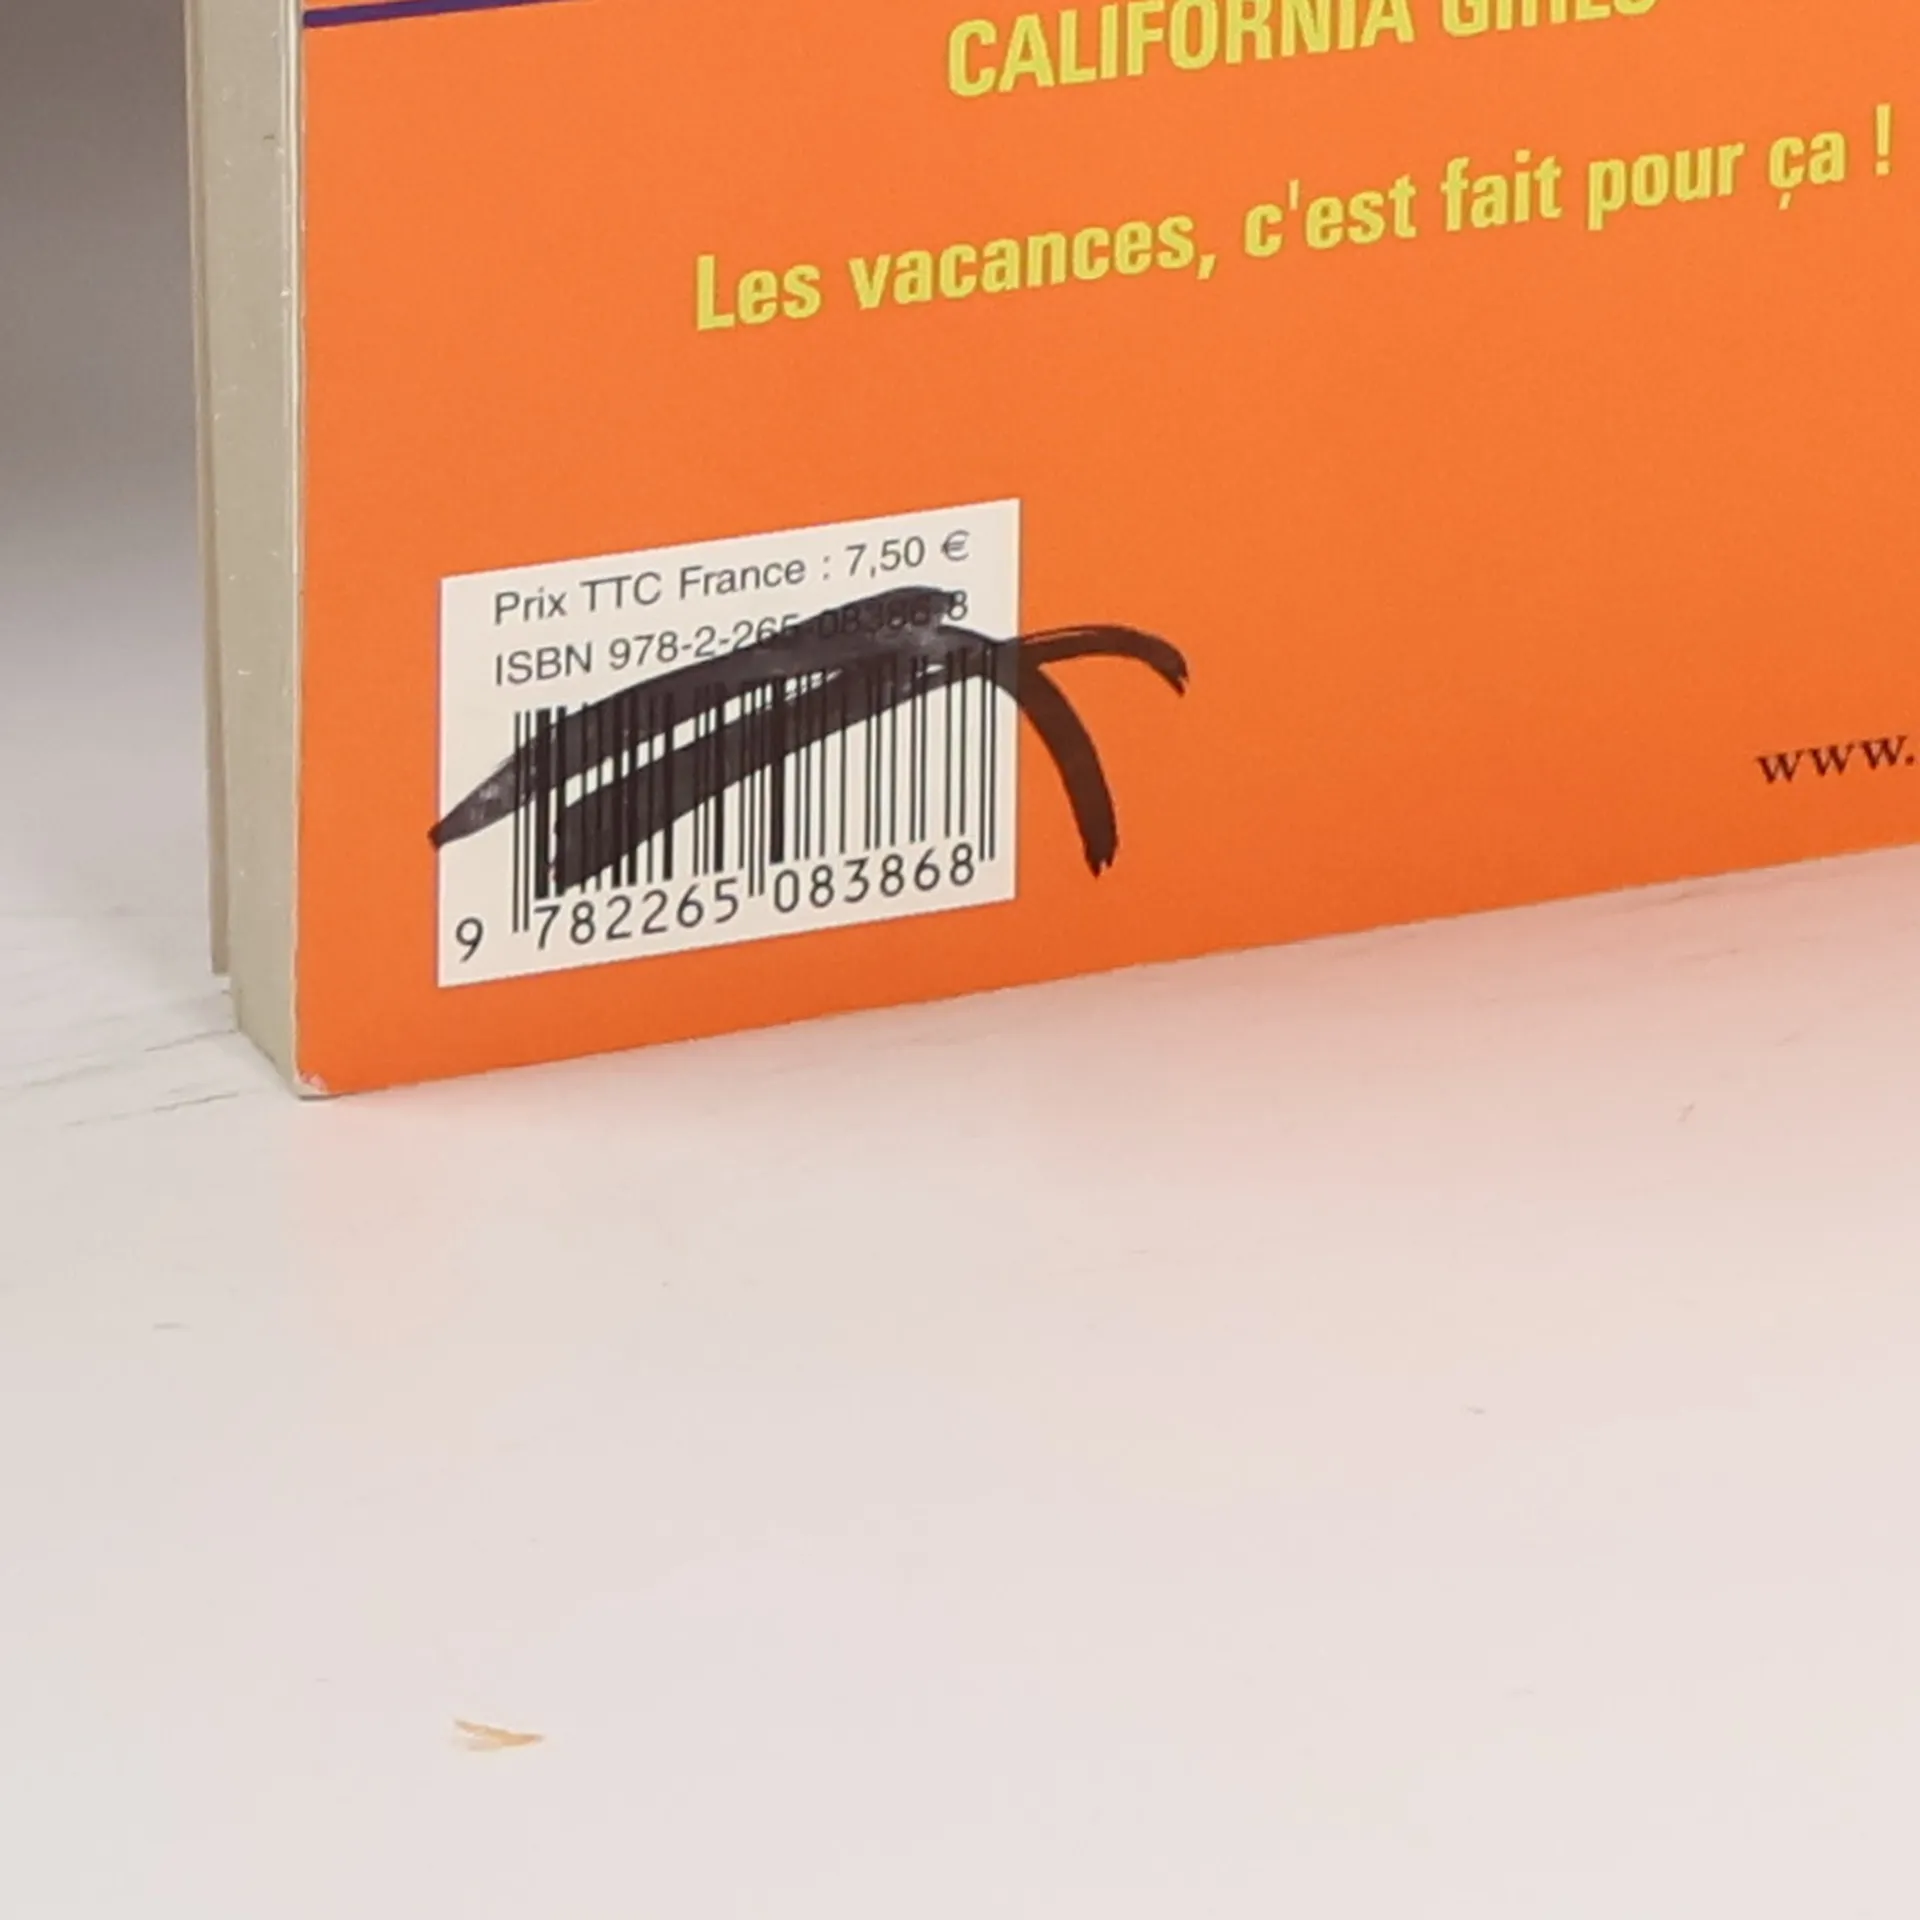 CALIFORNIA GIRLS
Les vacances, c'est fait pour ça !
Prix TTC France : 7,50 €
ISBN 978-2-265-08386-8
www.
9 782265 083868